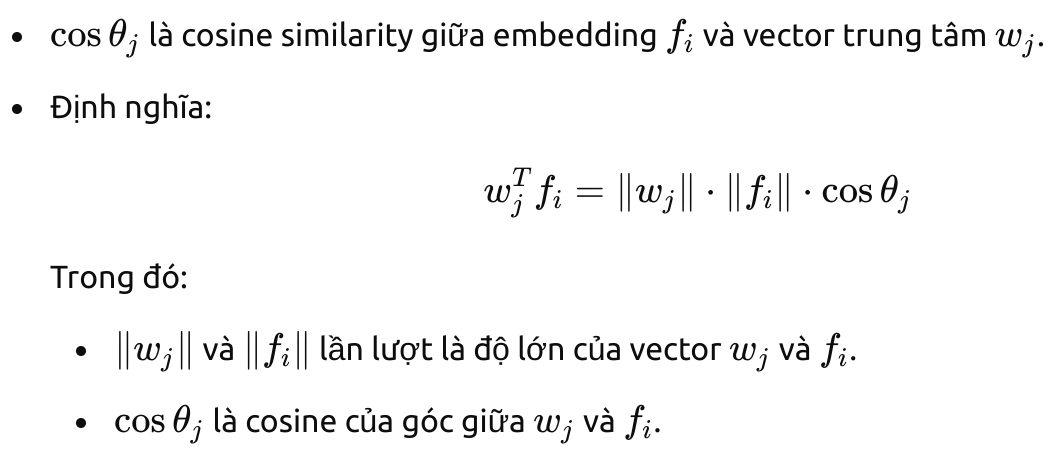 • cos θ_j là cosine similarity giữa embedding f_i và vector trung tâm w_j.
• Định nghĩa:
w_j^T f_i = ‖w_j‖ · ‖f_i‖ · cos θ_j
Trong đó:
• ‖w_j‖ và ‖f_i‖ lần lượt là độ lớn của vector w_j và f_i.
• cos θ_j là cosine của góc giữa w_j và f_i.